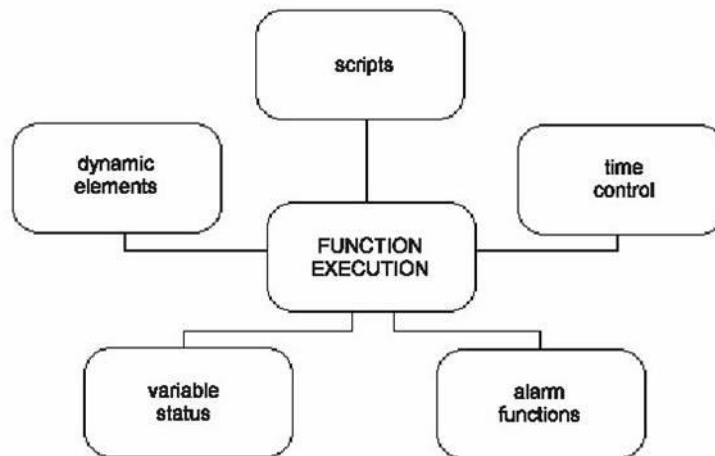 scripts
dynamic
elements
time
control
FUNCTION
EXECUTION
variable
status
alarm
functions